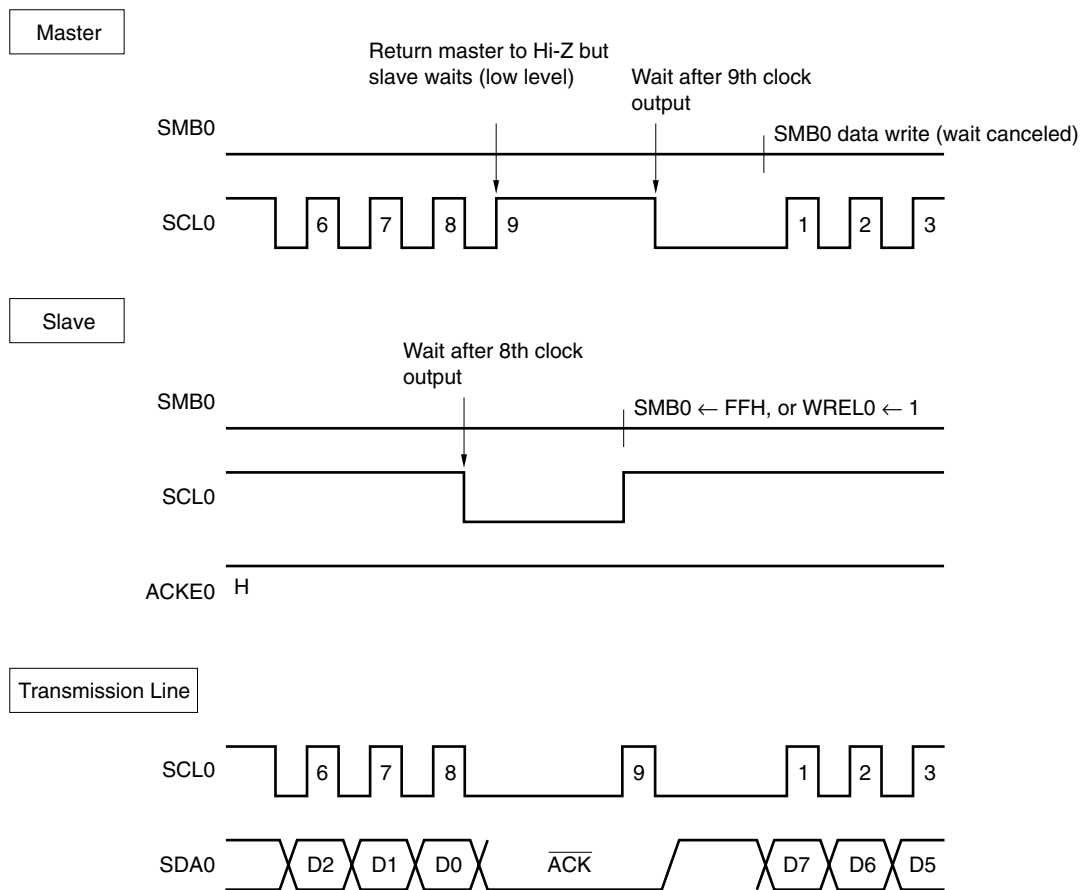 Master
Return master to Hi-Z but
slave waits (low level)
Wait after 9th clock
output
SMB0
SMB0 data write (wait canceled)
SCL0 6 7 8 9 1 2 3
Slave
Wait after 8th clock
output
SMB0
SMB0 ← FFH, or WREL0 ← 1
SCL0
ACKE0 H
Transmission Line
SCL0 6 7 8 9 1 2 3
SDA0 D2 D1 D0 A̅C̅K̅ D7 D6 D5